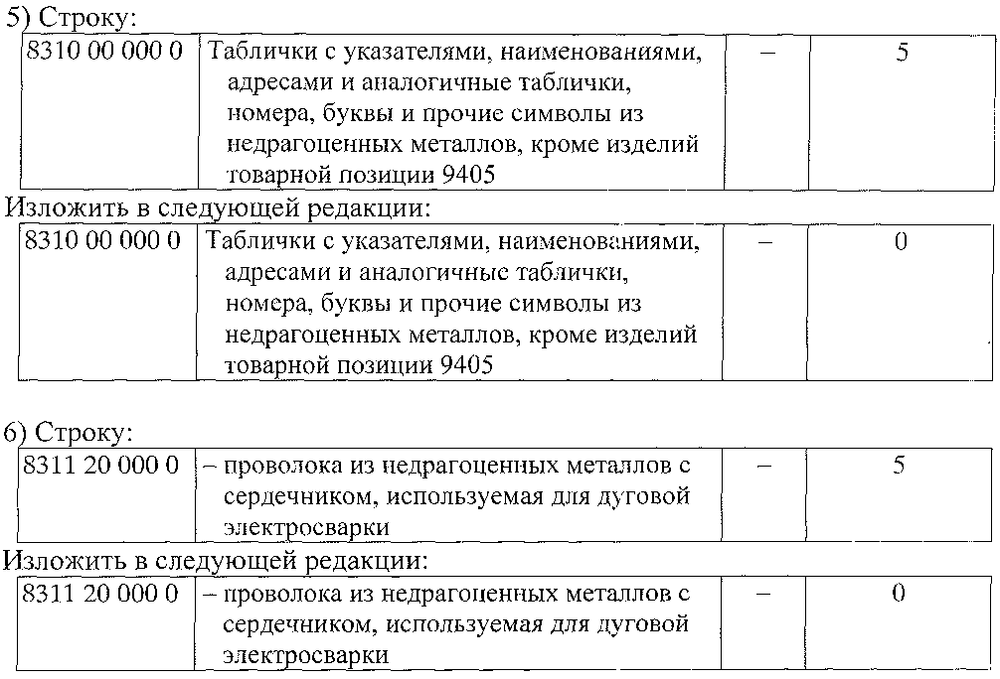 5) Строку:
8310 00 000 0 Таблички с указателями, наименованиями, – 5
адресами и аналогичные таблички,
номера, буквы и прочие символы из
недрагоценных металлов, кроме изделий
товарной позиции 9405
Изложить в следующей редакции:
8310 00 000 0 Таблички с указателями, наименованиями, – 0
адресами и аналогичные таблички,
номера, буквы и прочие символы из
недрагоценных металлов, кроме изделий
товарной позиции 9405
6) Строку:
8311 20 000 0 – проволока из недрагоценных металлов с – 5
сердечником, используемая для дуговой
электросварки
Изложить в следующей редакции:
8311 20 000 0 – проволока из недрагоценных металлов с – 0
сердечником, используемая для дуговой
электросварки